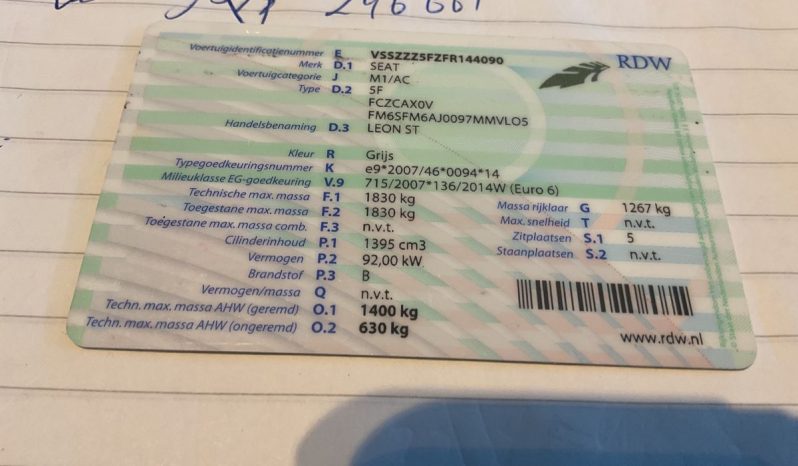 246 661
RDW
Voertuigidentificatienummer E VSSZZZ5FZFR144090
Merk D.1 SEAT
Voertuigcategorie J M1/AC
Type D.2 5F
FCZCAX0V
FM6SFM6AJ0097MMVLO5
Handelsbenaming D.3 LEON ST
Kleur R Grijs
Typegoedkeuringsnummer K e9*2007/46*0094*14
Milieuklasse EG-goedkeuring V.9 715/2007*136/2014W (Euro 6)
Technische max. massa F.1 1830 kg Massa rijklaar G 1267 kg
Toegestane max. massa F.2 1830 kg Max. snelheid T n.v.t.
Toegestane max. massa comb. F.3 n.v.t. Zitplaatsen S.1 5
Cilinderinhoud P.1 1395 cm3 Staanplaatsen S.2 n.v.t.
Vermogen P.2 92,00 kW
Brandstof P.3 B
Vermogen/massa Q n.v.t.
Techn. max. massa AHW (geremd) O.1 1400 kg
Techn. max. massa AHW (ongeremd) O.2 630 kg
www.rdw.nl